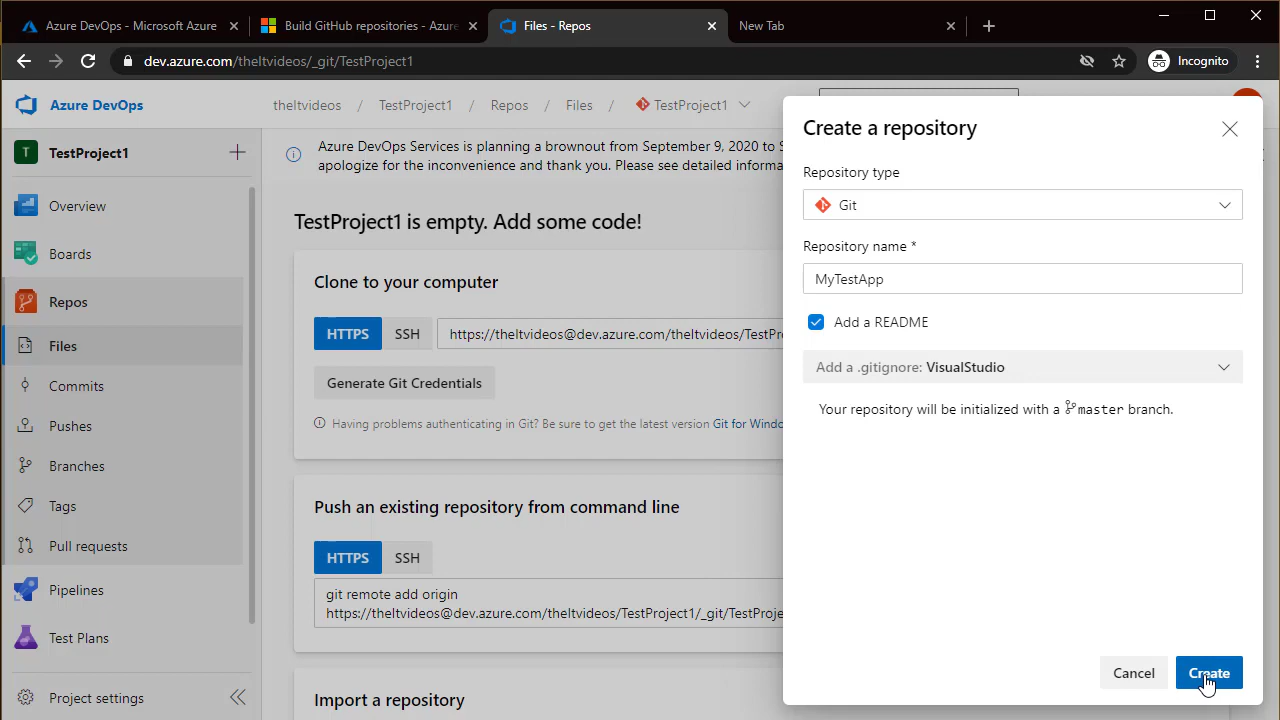 AzureDevOps - Microsoft Azure
Build GitHub repositories - Azure
Files - Repos
New Tab
dev.azure.com/theltvideos/_git/TestProject1
Incognito
Azure DevOps
theltvideos / TestProject1 / Repos / Files / TestProject1
T TestProject1
Overview
Boards
Repos
Files
Commits
Pushes
Branches
Tags
Pull requests
Pipelines
Test Plans
Project settings
Azure DevOps Services is planning a brownout from September 9, 2020 to S
apologize for the inconvenience and thank you. Please see detailed informa
TestProject1 is empty. Add some code!
Clone to your computer
HTTPS SSH https://theltvideos@dev.azure.com/theltvideos/TestPr
Generate Git Credentials
Having problems authenticating in Git? Be sure to get the latest version Git for Windo
Push an existing repository from command line
HTTPS SSH
git remote add origin
https://theltvideos@dev.azure.com/theltvideos/TestProject1/_git/TestProje
Import a repository
Create a repository
Repository type
Git
Repository name *
MyTestApp
Add a README
Add a .gitignore: VisualStudio
Your repository will be initialized with a master branch.
Cancel Create